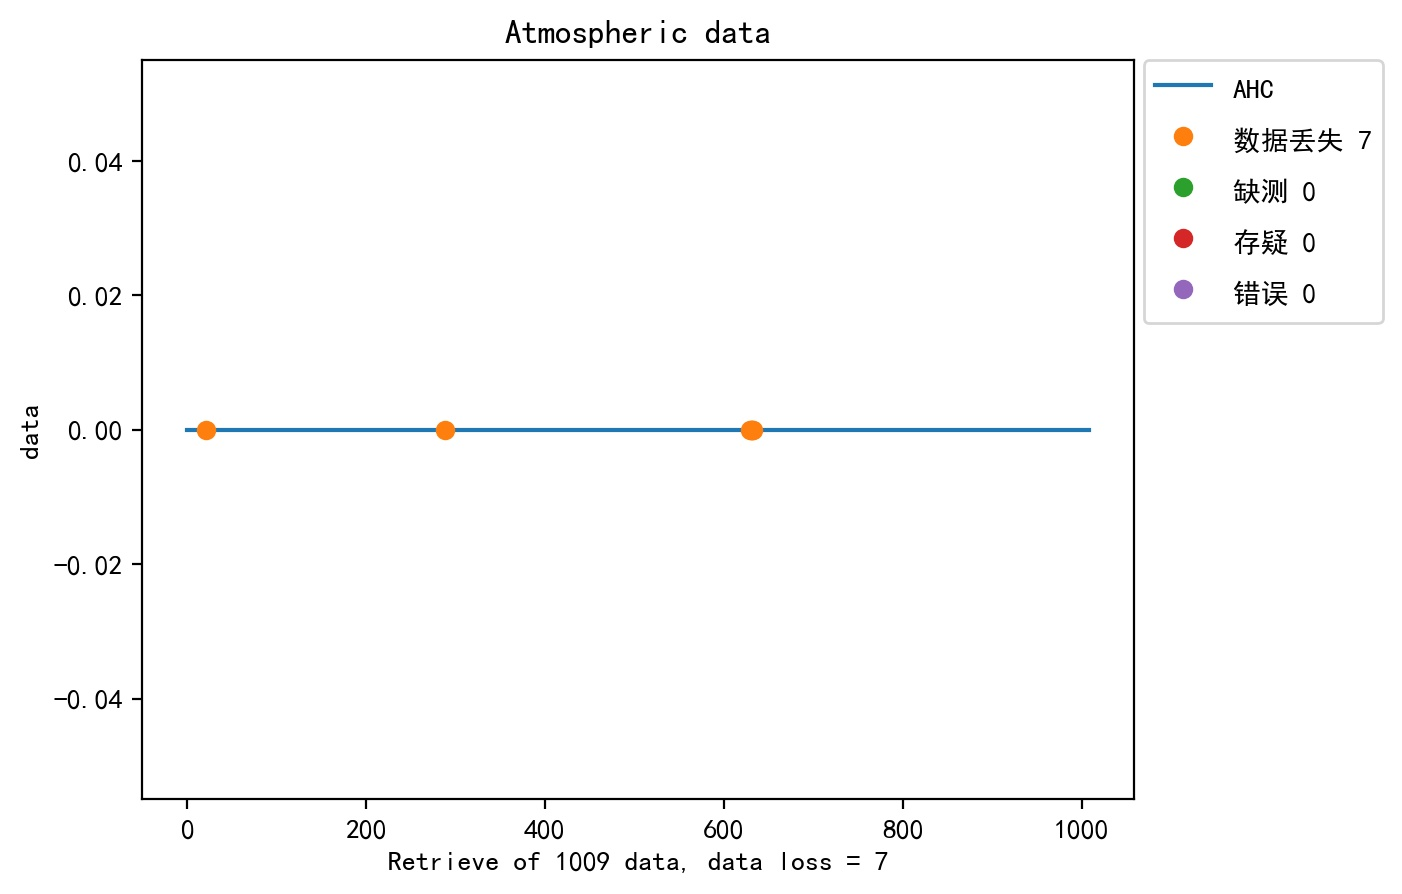 Atmospheric data
AHC
数据丢失 7
缺测 0
存疑 0
错误 0
data
0.04
0.02
0.00
-0.02
-0.04
0 200 400 600 800 1000
Retrieve of 1009 data, data loss = 7